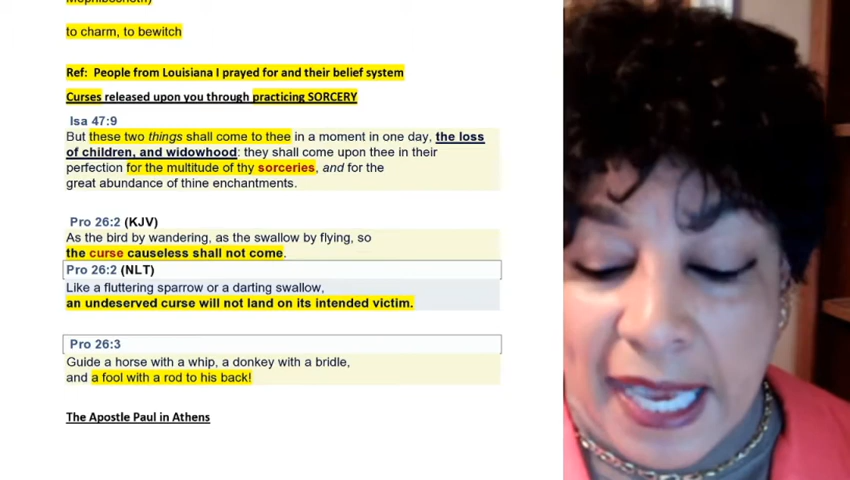 to charm, to bewitch
Ref: People from Louisiana I prayed for and their belief system
Curses released upon you through practicing SORCERY
Isa 47:9
But these two things shall come to thee in a moment in one day, the loss
of children, and widowhood: they shall come upon thee in their
perfection for the multitude of thy sorceries, and for the
great abundance of thine enchantments.
Pro 26:2 (KJV)
As the bird by wandering, as the swallow by flying, so
the curse causeless shall not come.
Pro 26:2 (NLT)
Like a fluttering sparrow or a darting swallow,
an undeserved curse will not land on its intended victim.
Pro 26:3
Guide a horse with a whip, a donkey with a bridle,
and a fool with a rod to his back!
The Apostle Paul in Athens